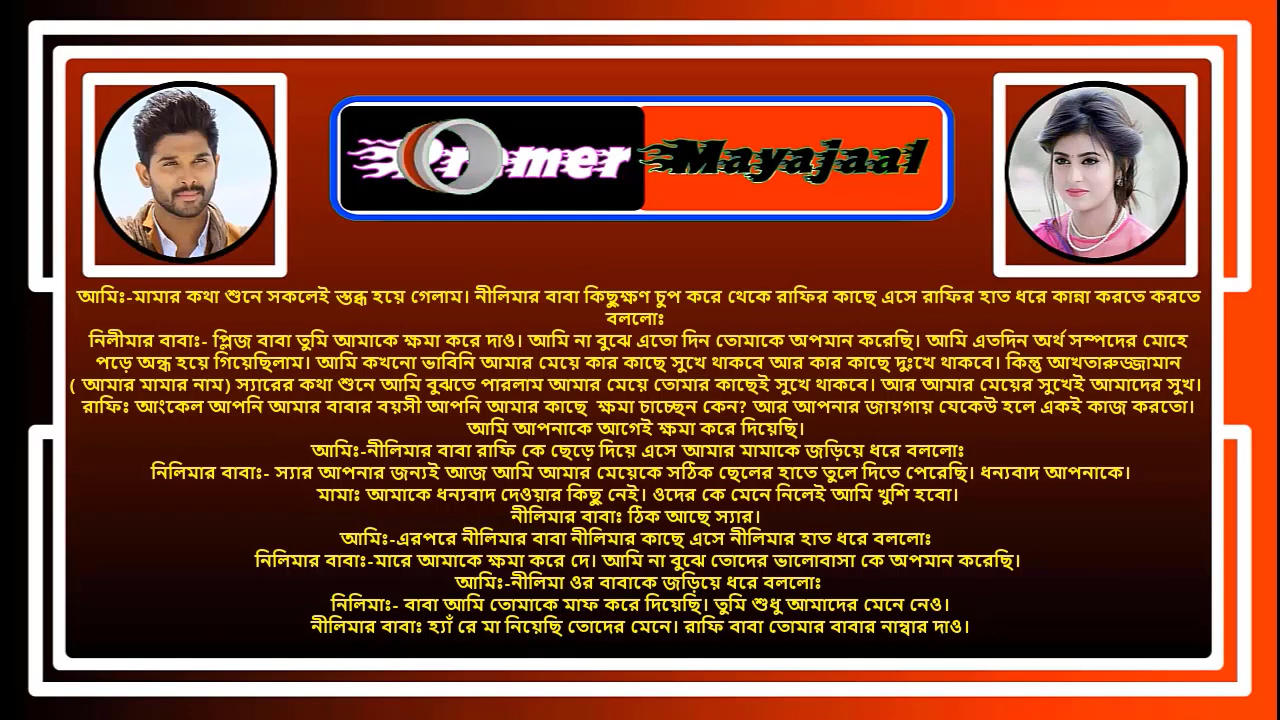 Premer Mayajaal
আমিঃ-মামার কথা শুনে সকলেই স্তব্ধ হয়ে গেলাম। নীলিমার বাবা কিছুক্ষণ চুপ করে থেকে রাফির কাছে এসে রাফির হাত ধরে কান্না করতে করতে
বললোঃ
নিলীমার বাবাঃ- প্লিজ বাবা তুমি আমাকে ক্ষমা করে দাও। আমি না বুঝে এতো দিন তোমাকে অপমান করেছি। আমি এতদিন অর্থ সম্পদের মোহে
পড়ে অন্ধ হয়ে গিয়েছিলাম। আমি কখনো ভাবিনি আমার মেয়ে কার কাছে সুখে থাকবে আর কার কাছে দুঃখে থাকবে। কিন্তু আখতারুজ্জামান
( আমার মামার নাম) স্যারের কথা শুনে আমি বুঝতে পারলাম আমার মেয়ে তোমার কাছেই সুখে থাকবে। আর আমার মেয়ের সুখেই আমাদের সুখ।
রাফিঃ আংকেল আপনি আমার বাবার বয়সী আপনি আমার কাছে ক্ষমা চাচ্ছেন কেন? আর আপনার জায়গায় যেকেউ হলে একই কাজ করতো।
আমি আপনাকে আগেই ক্ষমা করে দিয়েছি।
আমিঃ-নীলিমার বাবা রাফি কে ছেড়ে দিয়ে এসে আমার মামাকে জড়িয়ে ধরে বললোঃ
নিলিমার বাবাঃ- স্যার আপনার জন্যই আজ আমি আমার মেয়েকে সঠিক ছেলের হাতে তুলে দিতে পেরেছি। ধন্যবাদ আপনাকে।
মামাঃ আমাকে ধন্যবাদ দেওয়ার কিছু নেই। ওদের কে মেনে নিলেই আমি খুশি হবো।
নীলিমার বাবাঃ ঠিক আছে স্যার।
আমিঃ-এরপরে নীলিমার বাবা নীলিমার কাছে এসে নীলিমার হাত ধরে বললোঃ
নিলিমার বাবাঃ-মারে আমাকে ক্ষমা করে দে। আমি না বুঝে তোদের ভালোবাসা কে অপমান করেছি।
আমিঃ-নীলিমা ওর বাবাকে জড়িয়ে ধরে বললোঃ
নিলিমাঃ- বাবা আমি তোমাকে মাফ করে দিয়েছি। তুমি শুধু আমাদের মেনে নেও।
নীলিমার বাবাঃ হ্যাঁ রে মা নিয়েছি তোদের মেনে। রাফি বাবা তোমার বাবার নাম্বার দাও।